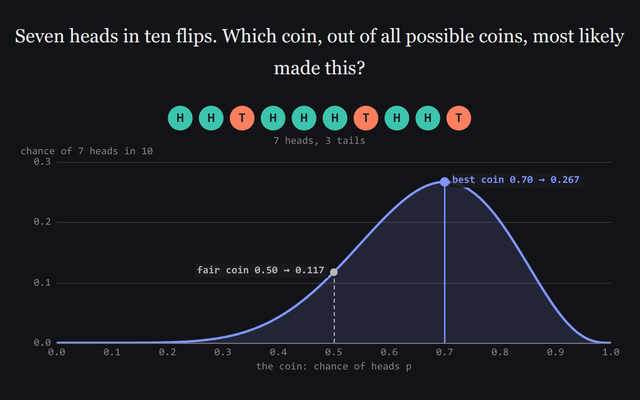 Seven heads in ten flips. Which coin, out of all possible coins, most likely
made this?
H H T H H H T H H T
7 heads, 3 tails
chance of 7 heads in 10
0.3
best coin 0.70 → 0.267
0.2
fair coin 0.50 → 0.117
0.1
0.0
0.0 0.1 0.2 0.3 0.4 0.5 0.6 0.7 0.8 0.9 1.0
the coin: chance of heads p